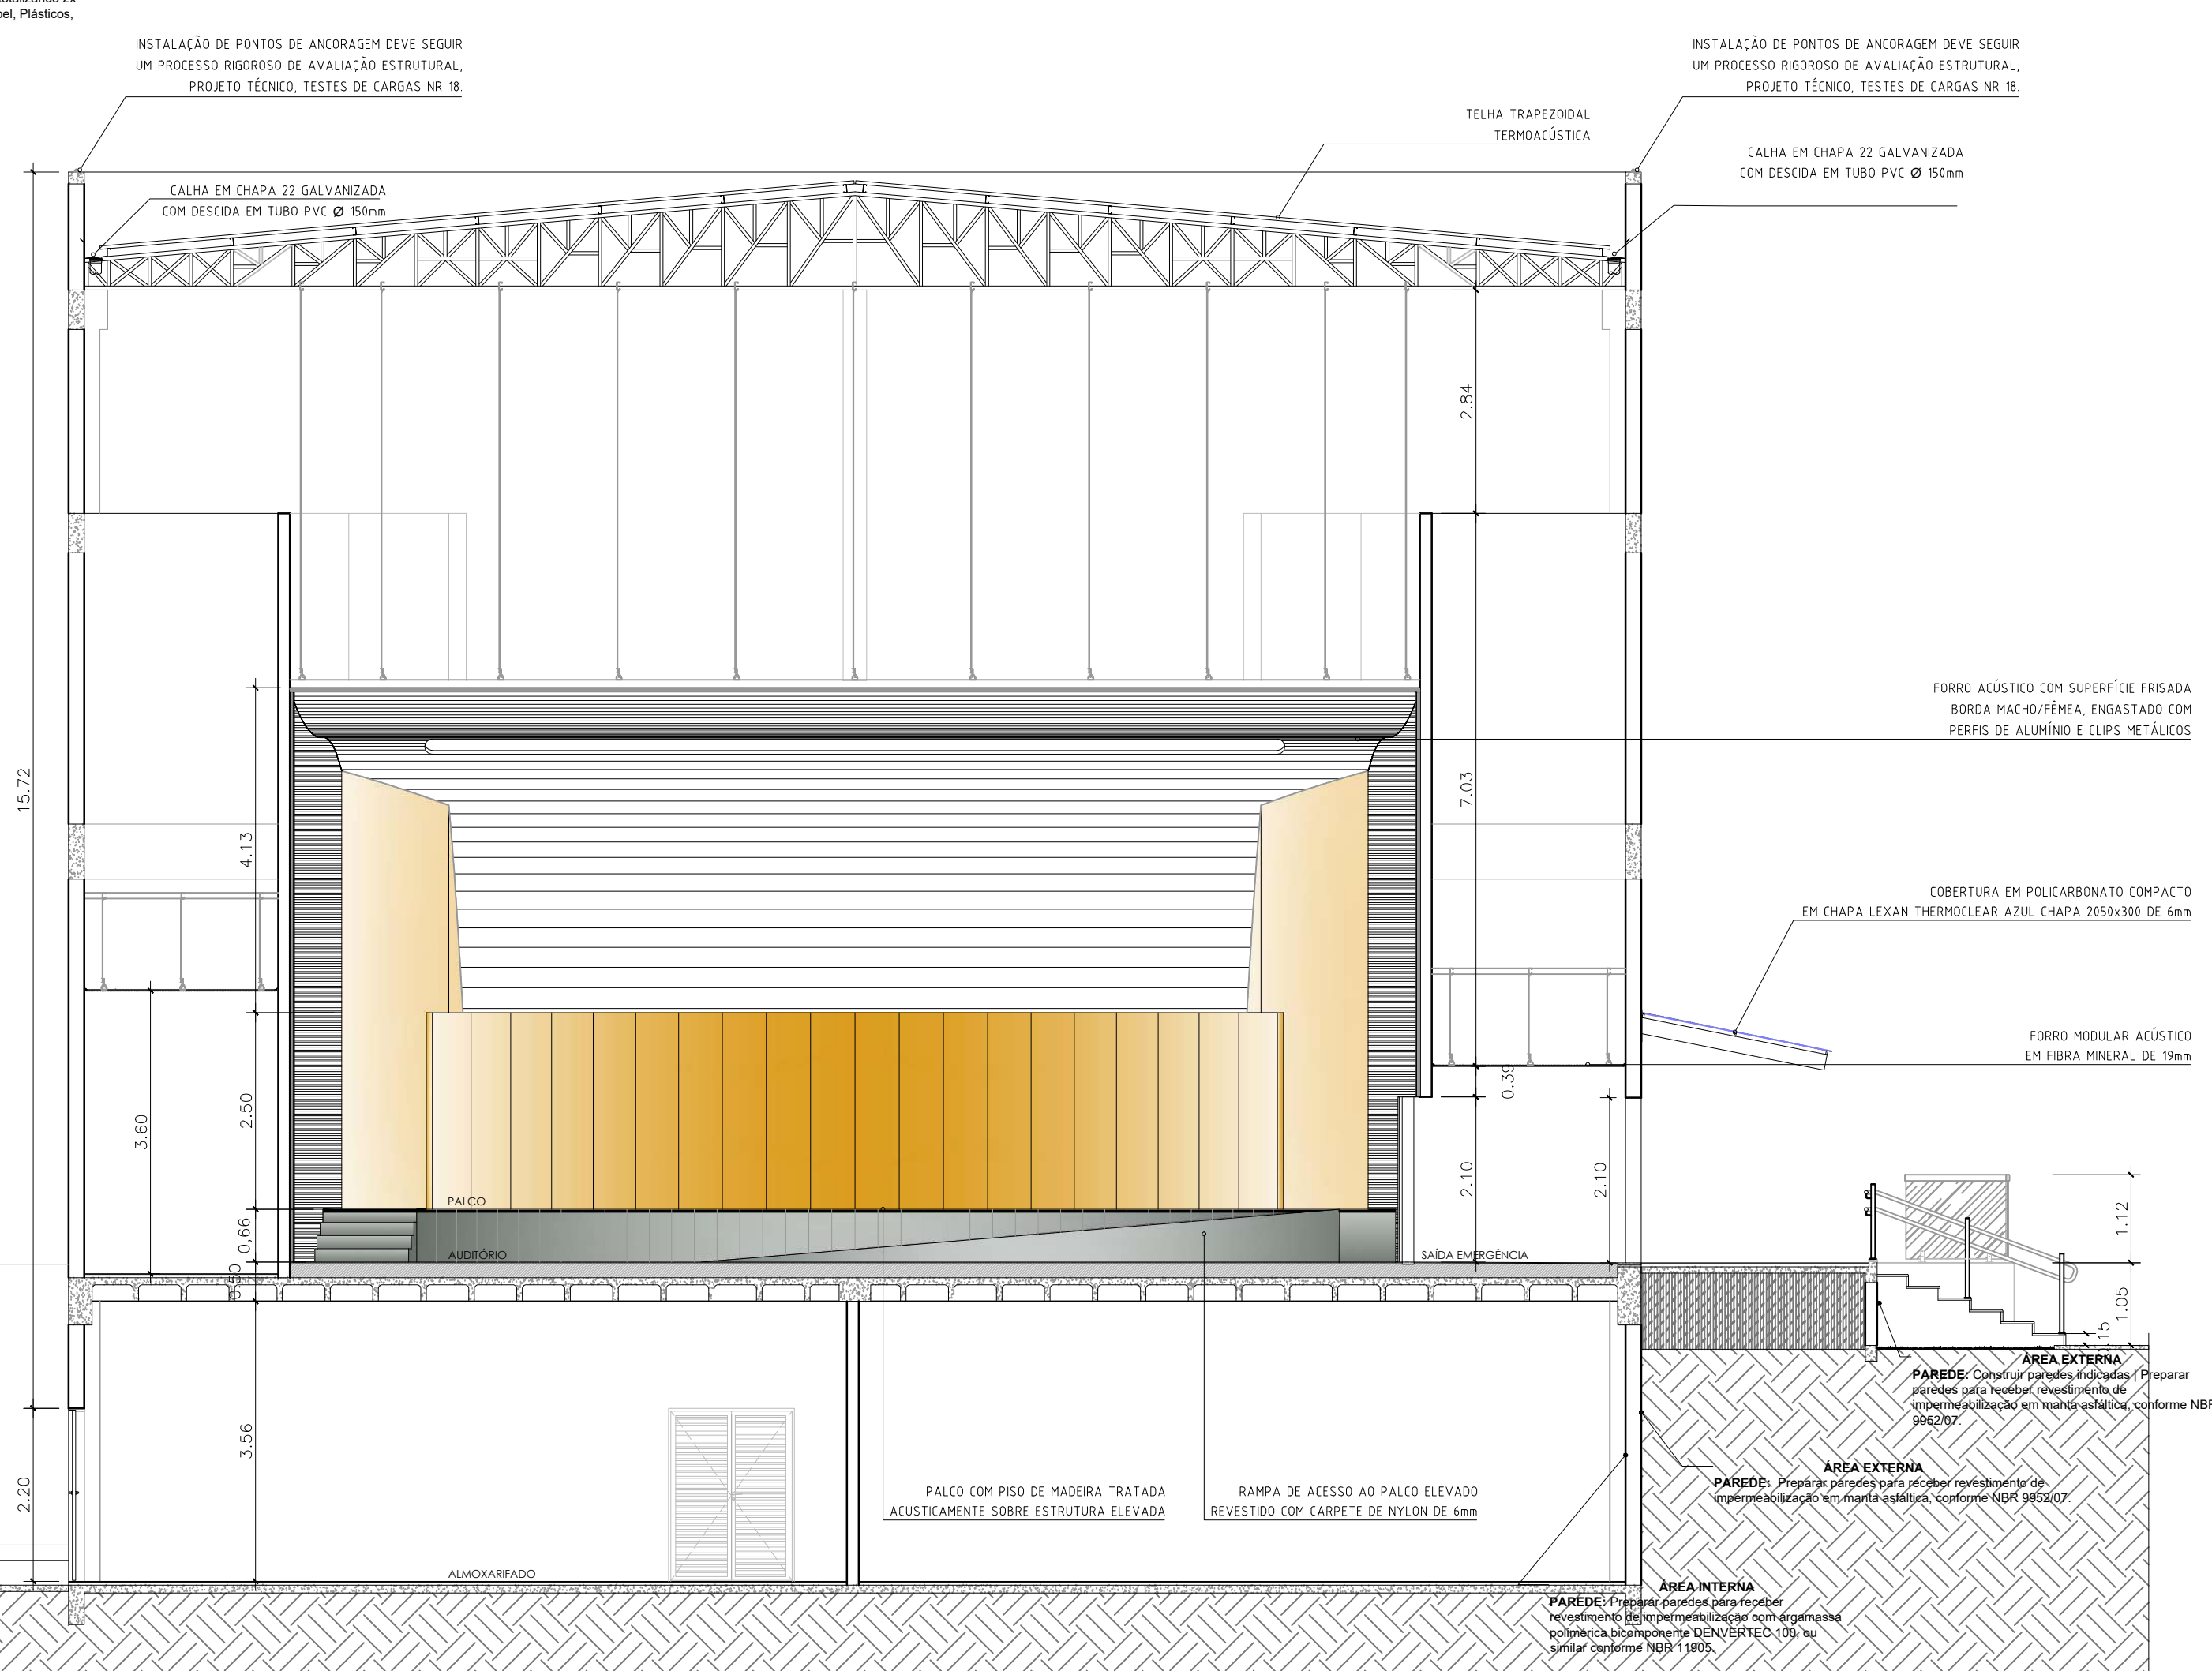 pel, Plásticos,
INSTALAÇÃO DE PONTOS DE ANCORAGEM DEVE SEGUIR
UM PROCESSO RIGOROSO DE AVALIAÇÃO ESTRUTURAL,
PROJETO TÉCNICO, TESTES DE CARGAS NR 18.
INSTALAÇÃO DE PONTOS DE ANCORAGEM DEVE SEGUIR
UM PROCESSO RIGOROSO DE AVALIAÇÃO ESTRUTURAL,
PROJETO TÉCNICO, TESTES DE CARGAS NR 18.
TELHA TRAPEZOIDAL
TERMOACÚSTICA
CALHA EM CHAPA 22 GALVANIZADA
COM DESCIDA EM TUBO PVC Ø 150mm
CALHA EM CHAPA 22 GALVANIZADA
COM DESCIDA EM TUBO PVC Ø 150mm
2.84
FORRO ACÚSTICO COM SUPERFÍCIE FRISADA
BORDA MACHO/FÊMEA, ENGASTADO COM
PERFIS DE ALUMÍNIO E CLIPS METÁLICOS
15.72
7.03
4.13
COBERTURA EM POLICARBONATO COMPACTO
EM CHAPA LEXAN THERMOCLEAR AZUL CHAPA 2050x300 DE 6mm
FORRO MODULAR ACÚSTICO
EM FIBRA MINERAL DE 19mm
0.39
2.50
3.60
2.10
2.10
PALCO
1.12
0,66
AUDITÓRIO
SAÍDA EMERGÊNCIA
0.50
1.05
0.15
ÁREA EXTERNA
PAREDE: Construir paredes indicadas | Preparar
paredes para receber revestimento de
impermeabilização em manta asfáltica, conforme NBR
9952/07.
3.56
2.20
ÁREA EXTERNA
PAREDE: Preparar paredes para receber revestimento de
impermeabilização em manta asfáltica, conforme NBR 9952/07.
PALCO COM PISO DE MADEIRA TRATADA
ACUSTICAMENTE SOBRE ESTRUTURA ELEVADA
RAMPA DE ACESSO AO PALCO ELEVADO
REVESTIDO COM CARPETE DE NYLON DE 6mm
ALMOXARIFADO
ÁREA INTERNA
PAREDE: Preparar paredes para receber
revestimento de impermeabilização com argamassa
polimérica bicomponente DENVERTEC 100, ou
similar conforme NBR 11905.